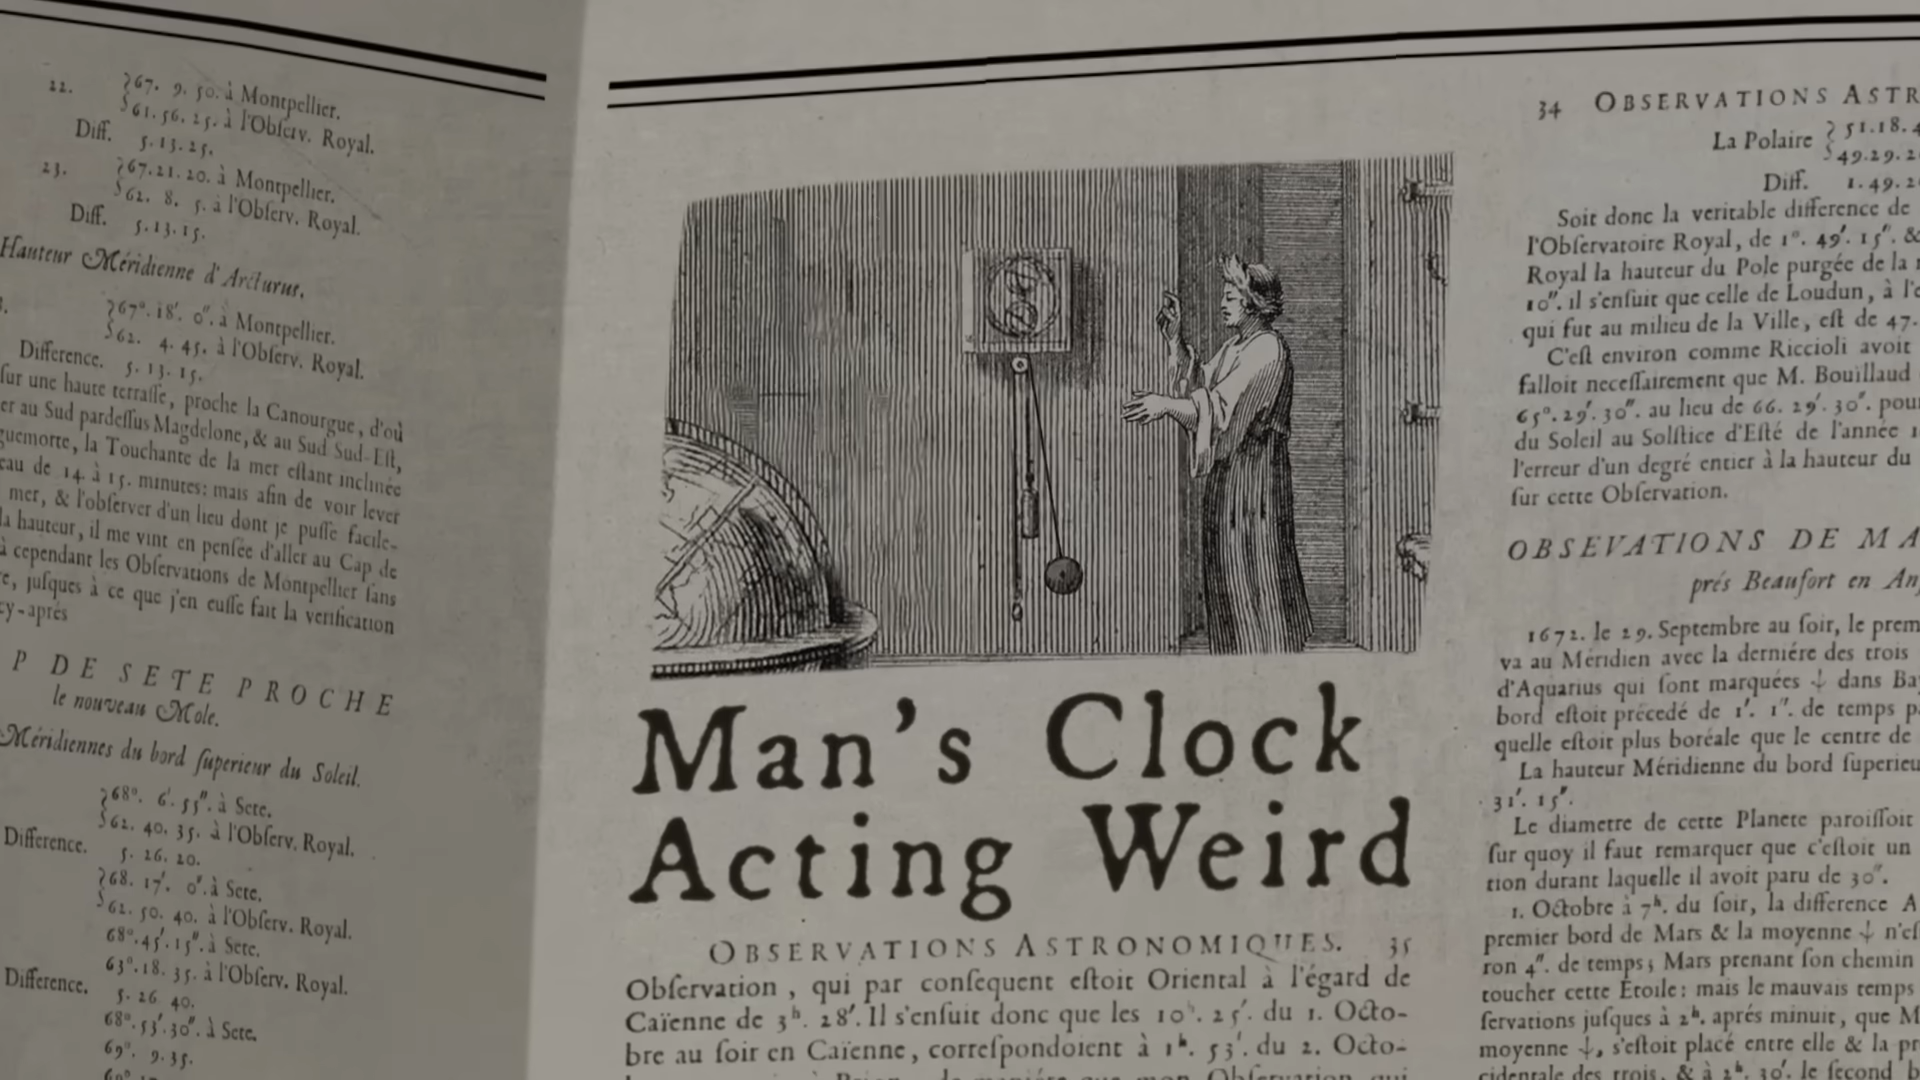 22. 67. 9. 50. à Montpellier.
61. 56. 25. à l'Obſerv. Royal.
Diff. 5. 13. 25.
23. 67. 21. 20. à Montpellier.
62. 8. 5. à l'Obſerv. Royal.
Diff. 5. 13. 15.
Hauteur Méridienne d'Arcturus.
67°. 18'. 0". à Montpellier.
62. 4. 45. à l'Obſerv. Royal.
Difference. 5. 13. 15.
ſur une haute terraſſe, proche la Canourgue, d'où
er au Sud pardeſſus Magdelone, & au Sud Sud-Eſt,
guemorte, la Touchante de la mer eſtant inclinée
eau de 14. à 15. minutes: mais afin de voir lever
mer, & l'obſerver d'un lieu dont je puſſe facile-
la hauteur, il me vint en penſée d'aller au Cap de
à cependant les Obſervations de Montpellier ſans
re, juſques à ce que j'en euſſe fait la verification
cy-aprés
P DE SETE PROCHE
le nouveau Mole.
Méridiennes du bord ſuperieur du Soleil.
68°. 6'. 55". à Sete.
62. 40. 35. à l'Obſerv. Royal.
Difference. 5. 26. 20.
68. 17'. 0". à Sete.
62. 50. 40. à l'Obſerv. Royal.
68°. 45'. 15". à Sete.
63°. 18. 35. à l'Obſerv. Royal.
Difference. 5. 26 40.
68°. 53'. 30". à Sete.
69°. 9. 35.
Man's Clock
Acting Weird
OBSERVATIONS ASTRONOMIQUES. 35
Obſervation, qui par conſequent eſtoit Oriental à l'égard de
Caïenne de 3h. 28'. Il s'enſuit donc que les 10h. 25'. du 1. Octo-
bre au ſoir en Caïenne, correſpondoient à 1h. 53'. du 2. Octo-
34 OBSERVATIONS ASTR
La Polaire 51. 18. 4
49. 29. 2
Diff. 1. 49. 2
Soit donc la veritable difference de
l'Obſervatoire Royal, de 1°. 49'. 15". &
Royal la hauteur du Pole purgée de la
10". il s'enſuit que celle de Loudun, à l'
qui fut au milieu de la Ville, eſt de 47.
C'eſt environ comme Riccioli avoit
falloit neceſſairement que M. Bouillaud
65°. 29'. 30". au lieu de 66. 29'. 30". pou
du Soleil au Solſtice d'Eſté de l'année 1
l'erreur d'un degré entier à la hauteur du
ſur cette Obſervation.
OBSEVATIONS DE MA
prés Beaufort en An
1672. le 29. Septembre au ſoir, le prem
va au Méridien avec la derniére des trois
d'Aquarius qui ſont marquées ↓ dans Ba
bord eſtoit précedé de 1'. 1". de temps p
quelle eſtoit plus boréale que le centre de
La hauteur Méridienne du bord ſuperieu
31'. 15".
Le diametre de cette Planete paroiſſoit
ſur quoy il faut remarquer que c'eſtoit un
tion durant laquelle il avoit paru de 30".
1. Octobre à 7h. du ſoir, la difference A
premier bord de Mars & la moyenne ↓ n'eſ
ron 4". de temps; Mars prenant ſon chemin
toucher cette Étoile: mais le mauvais temps
ſervations juſques à 2h. aprés minuit, que M
moyenne ↓, s'eſtoit placé entre elle & la pr
cidentale des trois, & à 2h. 30'. le ſecond b